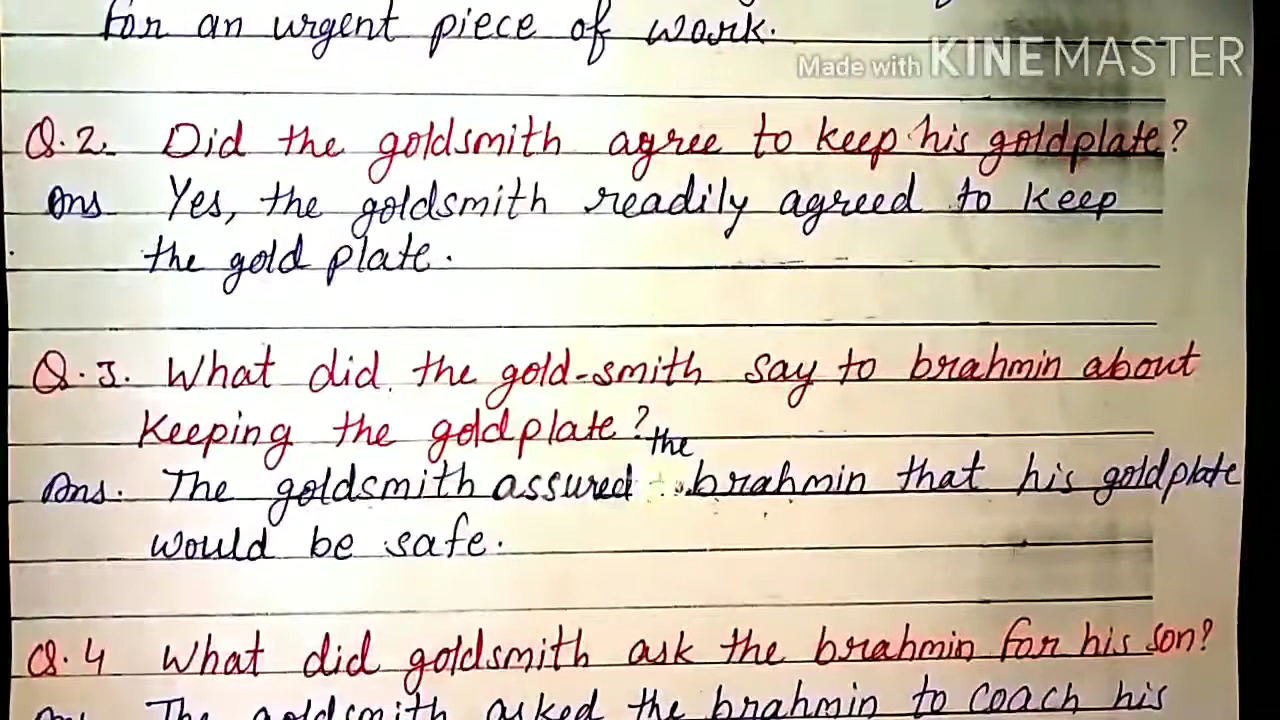 for an urgent piece of work.
Made with KINEMASTER
Q.2. Did the goldsmith agree to keep his goldplate?
Ans Yes, the goldsmith readily agreed to keep
the gold plate.
Q.3. What did the gold-smith say to brahmin about
keeping the goldplate?
the
Ans. The goldsmith assured brahmin that his goldplate
would be safe.
Q.4 What did goldsmith ask the brahmin for his son?
Ans The goldsmith asked the brahmin to coach his